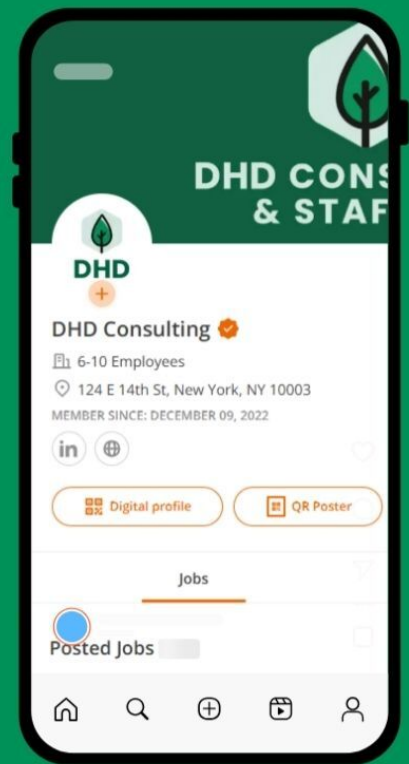 DHD CONS
& STAF
DHD
DHD Consulting
6-10 Employees
124 E 14th St, New York, NY 10003
MEMBER SINCE: DECEMBER 09, 2022
in
Digital profile
QR Poster
Jobs
Posted Jobs